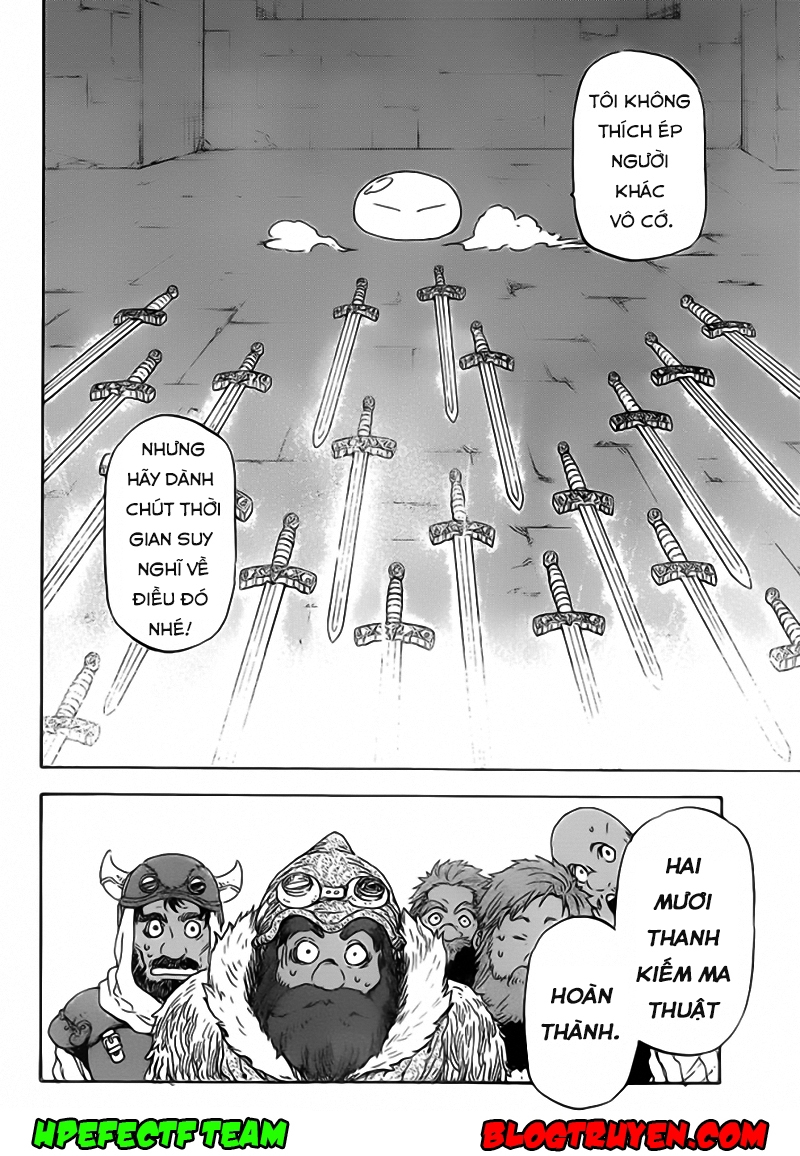 TÔI KHÔNG
THÍCH ÉP
NGƯỜI
KHÁC
VÔ CỚ.
NHƯNG
HÃY DÀNH
CHÚT THỜI
GIAN SUY
NGHĨ VỀ
ĐIỀU ĐÓ
NHÉ!
HAI
MƯƠI
THANH
KIẾM MA
THUẬT
HOÀN
THÀNH.
UPEFECTF TEAM
BLOGTRUYEN.COM